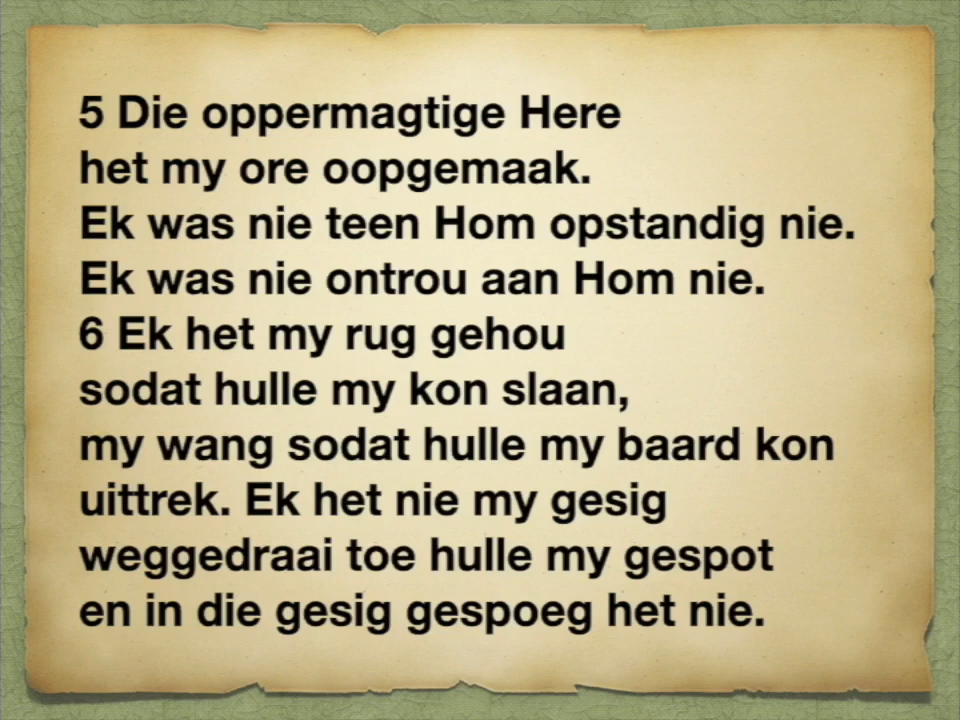 5 Die oppermagtige Here
het my ore oopgemaak.
Ek was nie teen Hom opstandig nie.
Ek was nie ontrou aan Hom nie.
6 Ek het my rug gehou
sodat hulle my kon slaan,
my wang sodat hulle my baard kon
uittrek. Ek het nie my gesig
weggedraai toe hulle my gespot
en in die gesig gespoeg het nie.